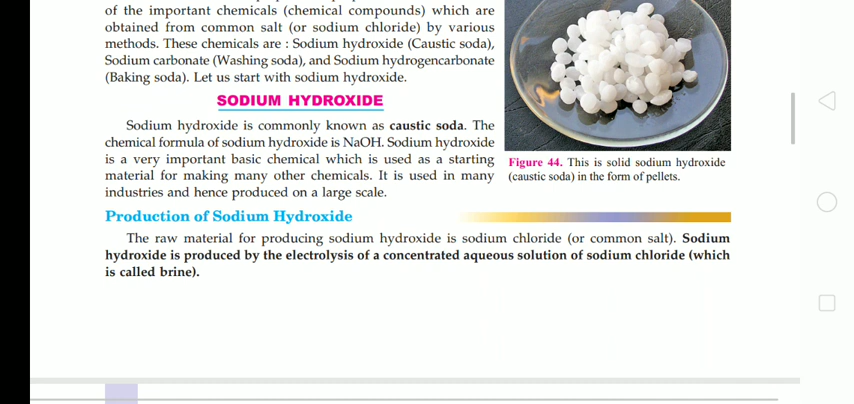 of the important chemicals (chemical compounds) which are
obtained from common salt (or sodium chloride) by various
methods. These chemicals are : Sodium hydroxide (Caustic soda),
Sodium carbonate (Washing soda), and Sodium hydrogencarbonate
(Baking soda). Let us start with sodium hydroxide.
SODIUM HYDROXIDE
Sodium hydroxide is commonly known as caustic soda. The
chemical formula of sodium hydroxide is NaOH. Sodium hydroxide
is a very important basic chemical which is used as a starting
material for making many other chemicals. It is used in many
industries and hence produced on a large scale.
Figure 44. This is solid sodium hydroxide
(caustic soda) in the form of pellets.
Production of Sodium Hydroxide
The raw material for producing sodium hydroxide is sodium chloride (or common salt). Sodium
hydroxide is produced by the electrolysis of a concentrated aqueous solution of sodium chloride (which
is called brine).